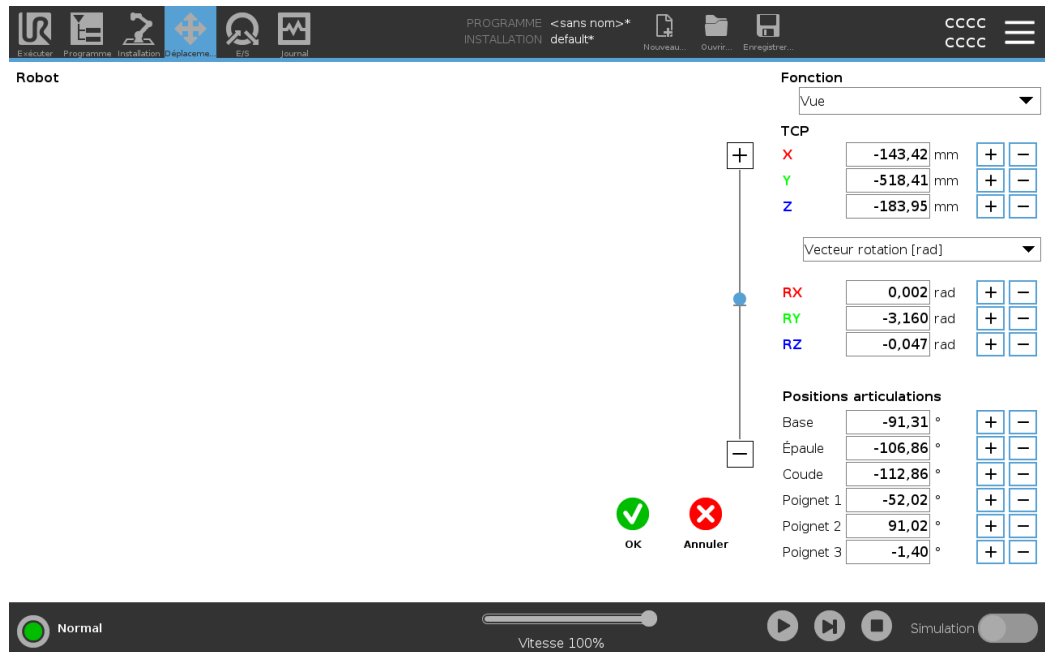 PROGRAMME <sans nom>*
INSTALLATION default*
CCCC
CCCC
Exécuter Programme Installation Déplaceme... E/S Journal Nouveau... Ouvrir... Enregistrer...
Robot
Fonction
Vue
TCP
X -143,42 mm + −
Y -518,41 mm + −
Z -183,95 mm + −
Vecteur rotation [rad]
RX 0,002 rad + −
RY -3,160 rad + −
RZ -0,047 rad + −
Positions articulations
Base -91,31 ° + −
Épaule -106,86 ° + −
Coude -112,86 ° + −
Poignet 1 -52,02 ° + −
Poignet 2 91,02 ° + −
Poignet 3 -1,40 ° + −
+
−
OK Annuler
Normal
Vitesse 100%
Simulation